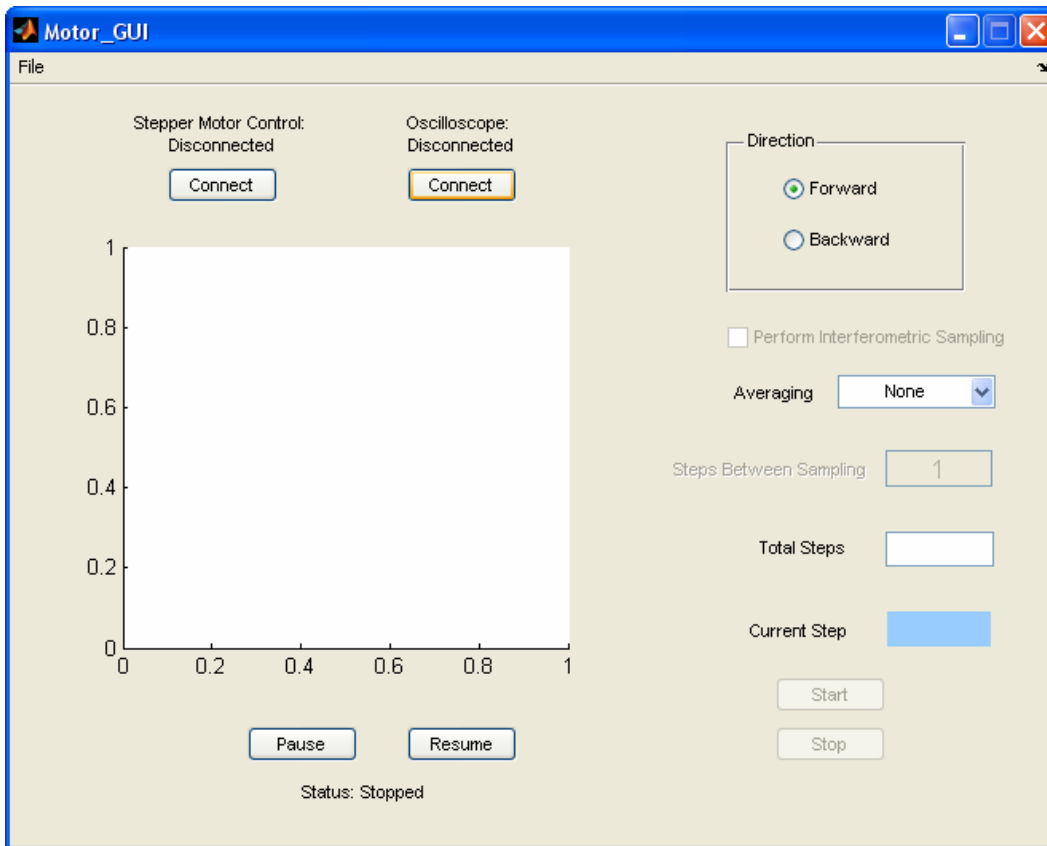 Motor_GUI
File
Stepper Motor Control:
Disconnected
Connect
Oscilloscope:
Disconnected
Connect
Direction
Forward
Backward
1
0.8
0.6
0.4
0.2
0
0 0.2 0.4 0.6 0.8 1
Perform Interferometric Sampling
Averaging None
Steps Between Sampling 1
Total Steps
Current Step
Start
Stop
Pause Resume
Status: Stopped